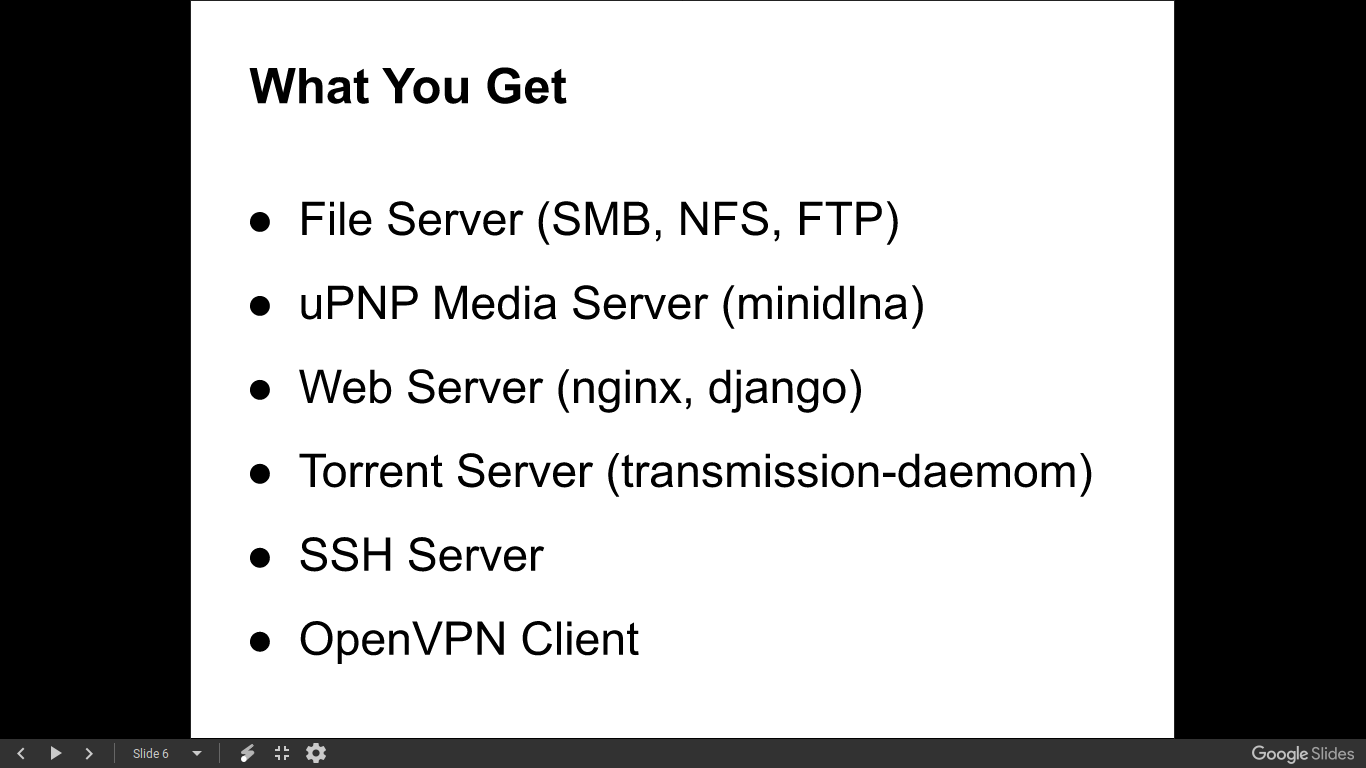 What You Get
● File Server (SMB, NFS, FTP)
● uPNP Media Server (minidlna)
● Web Server (nginx, django)
● Torrent Server (transmission-daemom)
● SSH Server
● OpenVPN Client
Slide 6
Google Slides